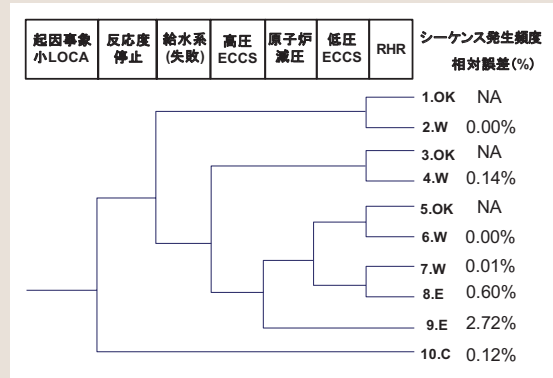 起因事象
小LOCA
反応度
停止
給水系
(失敗)
高圧
ECCS
原子炉
減圧
低圧
ECCS
RHR
シーケンス発生頻度
相対誤差(%)
1.OK NA
2.W 0.00%
3.OK NA
4.W 0.14%
5.OK NA
6.W 0.00%
7.W 0.01%
8.E 0.60%
9.E 2.72%
10.C 0.12%